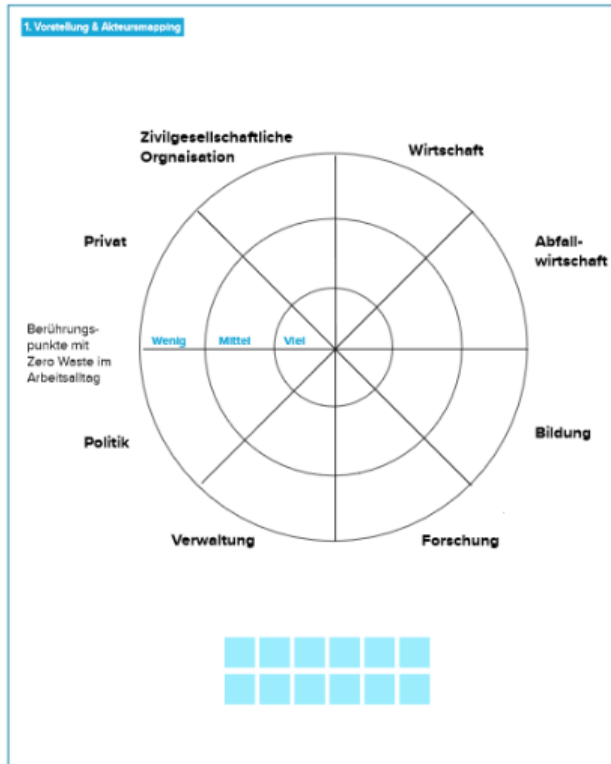 1. Vorstellung & Akteursmapping
Zivilgesellschaftliche
Orgnaisation
Wirtschaft
Privat
Abfall-
wirtschaft
Berührungs-
punkte mit
Zero Waste im
Arbeitsalltag
Wenig
Mittel
Viel
Politik
Bildung
Verwaltung
Forschung